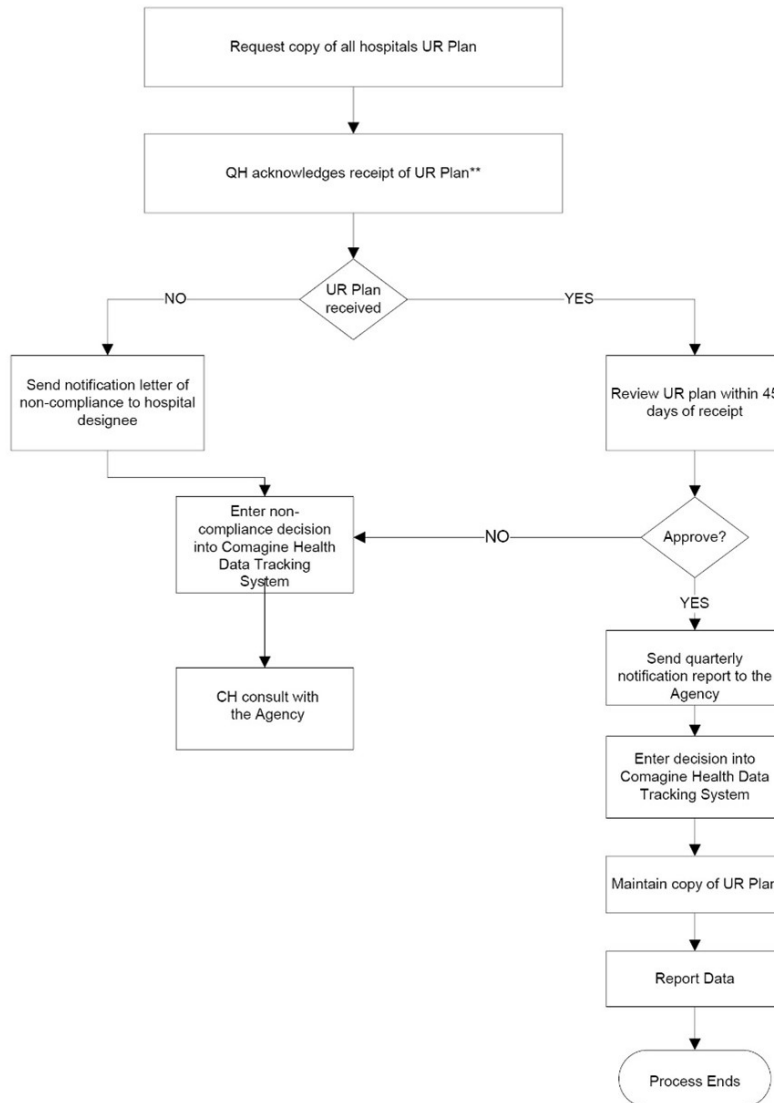 Request copy of all hospitals UR Plan
QH acknowledges receipt of UR Plan**
UR Plan
received
NO
YES
Send notification letter of
non-compliance to hospital
designee
Review UR plan within 45
days of receipt
Enter non-
compliance decision
into Comagine Health
Data Tracking
System
NO
Approve?
YES
CH consult with
the Agency
Send quarterly
notification report to the
Agency
Enter decision into
Comagine Health Data
Tracking System
Maintain copy of UR Plan
Report Data
Process Ends